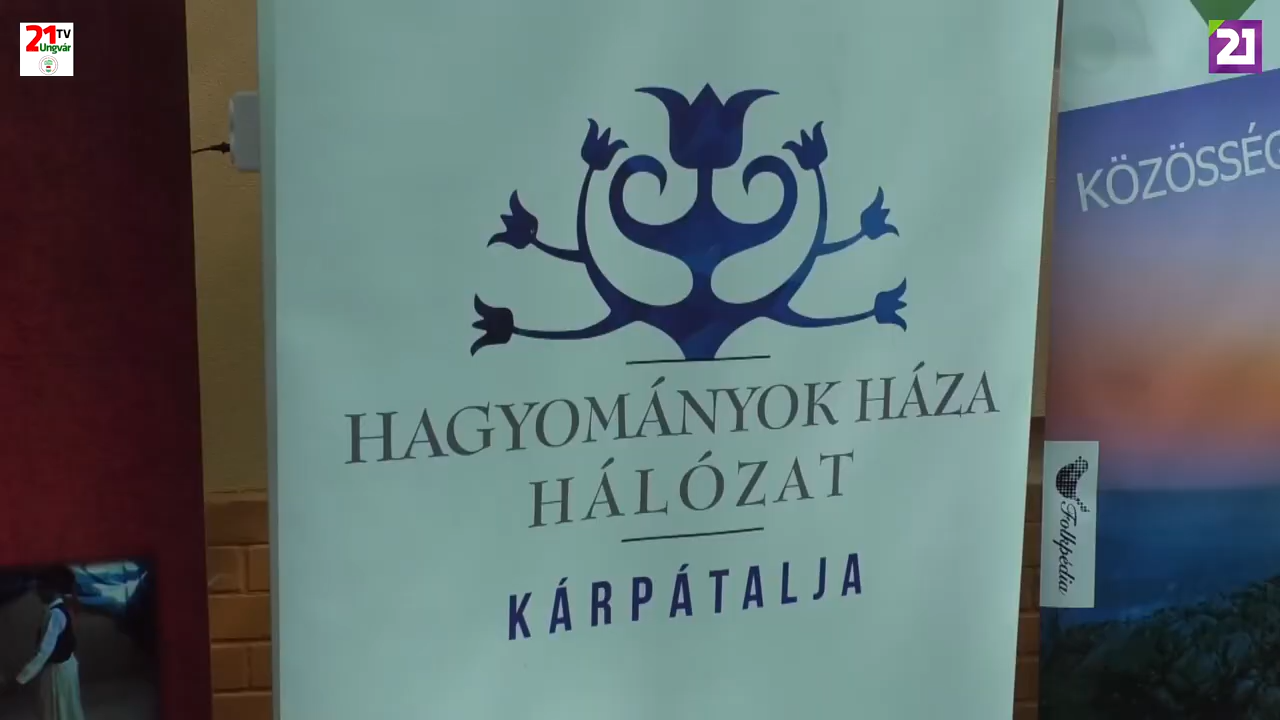 21 TV
Ungvár
21
HAGYOMÁNYOK HÁZA
HÁLÓZAT
KÁRPÁTALJA
KÖZÖSSÉG
Folkpédia